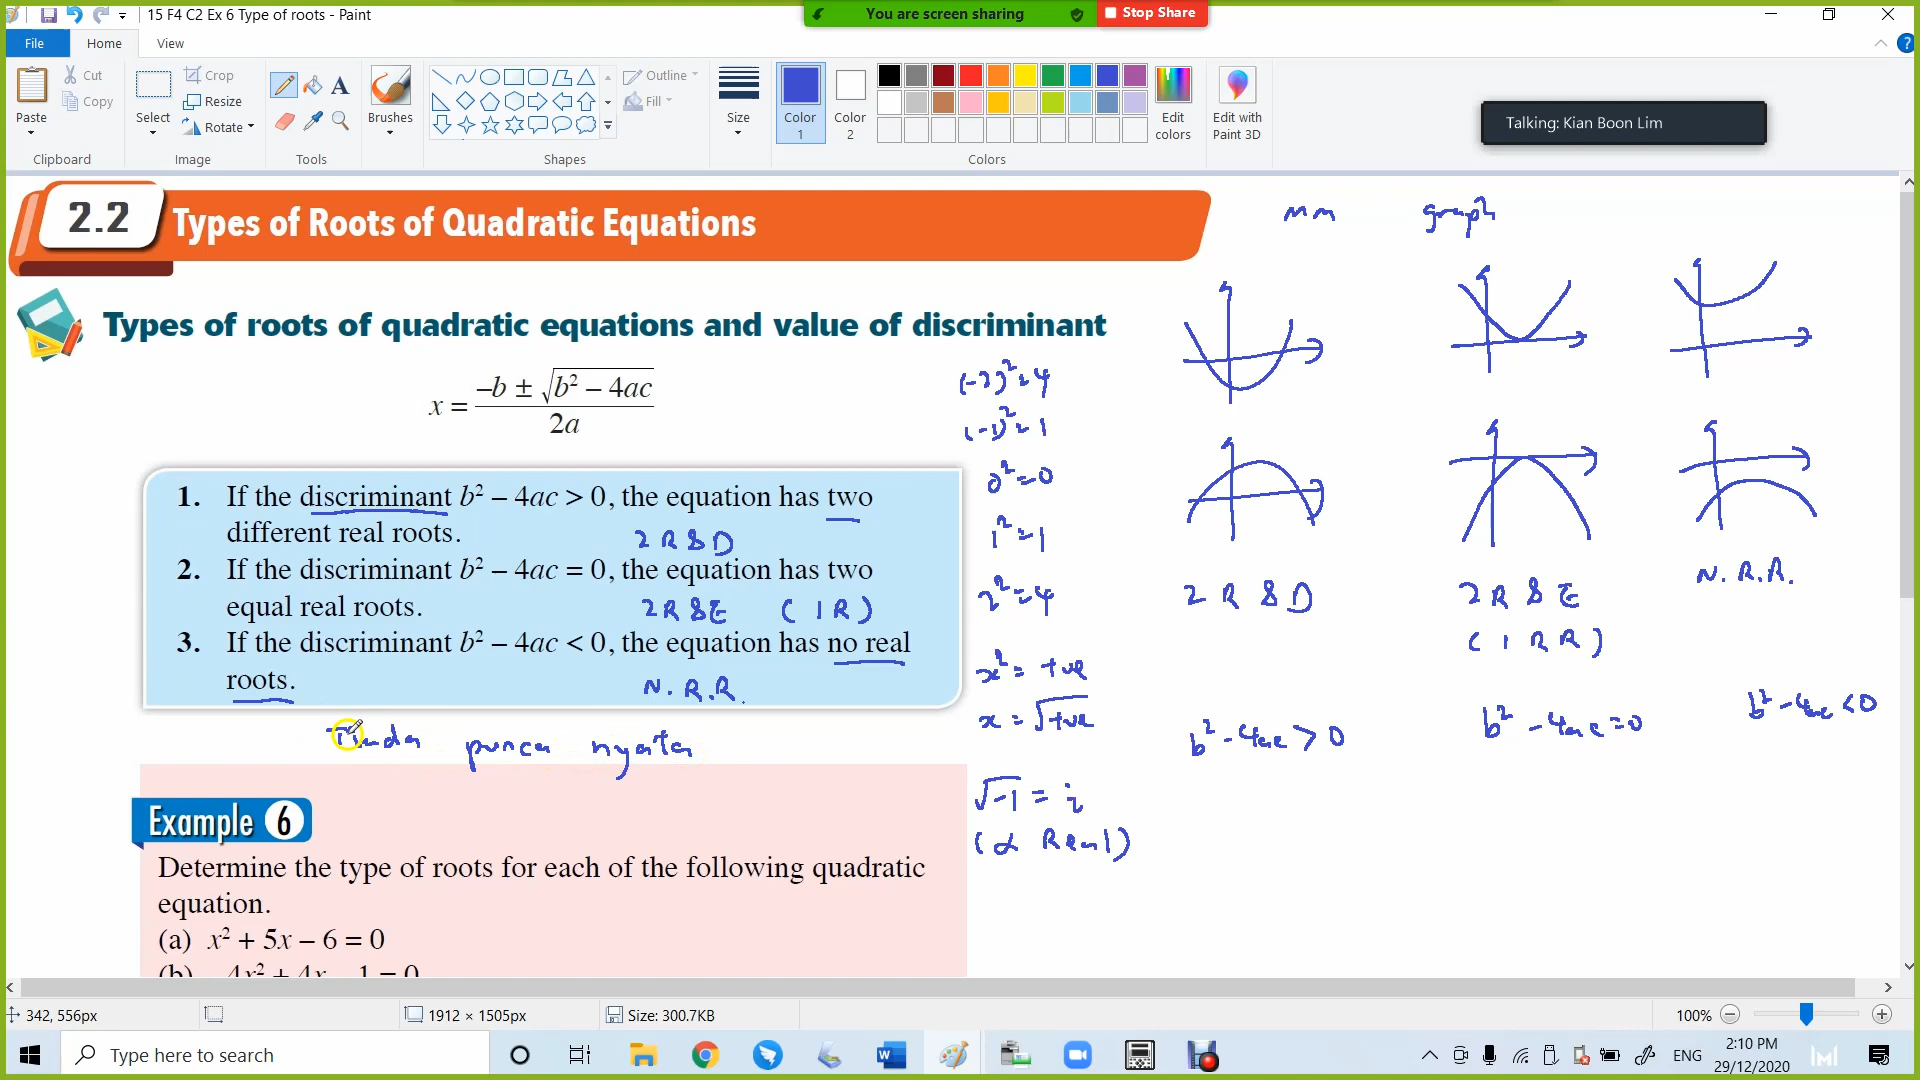 15 F4 C2 Ex 6 Type of roots - Paint
You are screen sharing
Stop Share
File
Home
View
Paste
Cut
Copy
Clipboard
Select
Crop
Resize
Rotate
Image
Tools
Brushes
Outline
Fill
Shapes
Size
Color 1
Color 2
Edit colors
Edit with Paint 3D
Colors
Talking: Kian Boon Lim
2.2 Types of Roots of Quadratic Equations
Types of roots of quadratic equations and value of discriminant
x = (–b ± √(b² – 4ac)) / 2a
1. If the discriminant b² – 4ac > 0, the equation has two
different real roots.
2 R & D
2. If the discriminant b² – 4ac = 0, the equation has two
equal real roots.
2 R & E (1 R)
3. If the discriminant b² – 4ac < 0, the equation has no real
roots.
N.R.R.
punca nyata
Example 6
Determine the type of roots for each of the following quadratic
equation.
(a) x² + 5x – 6 = 0
(-2)² = 4
(-1)² = 1
0² = 0
1² = 1
2² = 4
x² = +ve
x = √+ve
√-1 = i
Real)
mm graph
2 R & D
2 R & E
(1 R R)
N.R.R.
b² - 4ac > 0
b² - 4ac = 0
b² - 4ac < 0
342, 556px
1912 × 1505px
Size: 300.7KB
100%
Type here to search
ENG
2:10 PM
29/12/2020